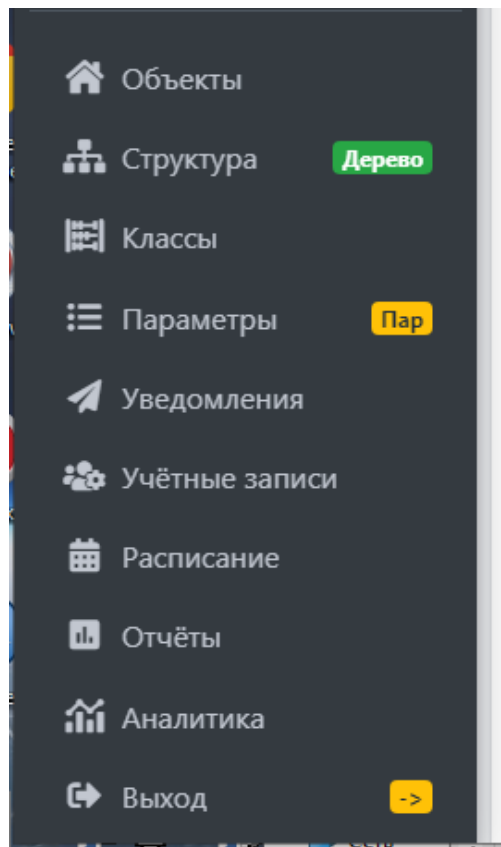 Объекты
Структура Дерево
Классы
Параметры Пар
Уведомления
Учётные записи
Расписание
Отчёты
Аналитика
Выход ->